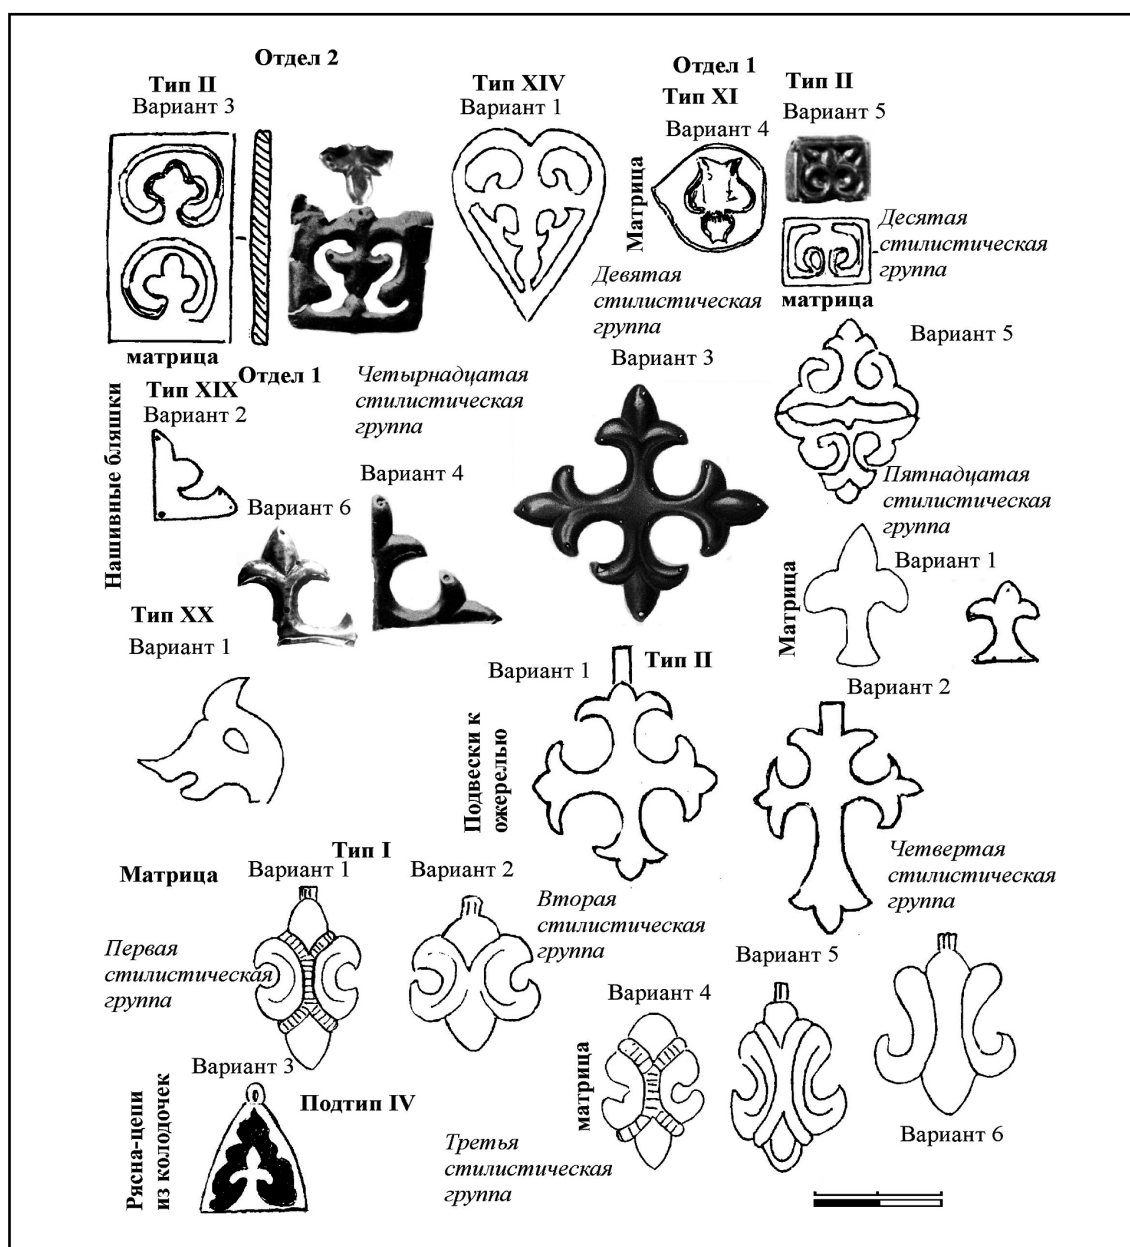 Отдел 2
Тип II
Вариант 3
матрица
Тип XIV
Вариант 1
Отдел 1
Тип XI
Вариант 4
Матрица
Девятая
стилистическая
группа
Тип II
Вариант 5
Десятая
стилистическая
группа
матрица
Отдел 1
Тип XIX
Вариант 2
Нашивные бляшки
Четырнадцатая
стилистическая
группа
Вариант 6
Вариант 4
Вариант 3
Вариант 5
Пятнадцатая
стилистическая
группа
Матрица
Вариант 1
Тип XX
Вариант 1
Подвески к
ожерелью
Вариант 1
Тип II
Вариант 2
Четвертая
стилистическая
группа
Матрица
Тип I
Вариант 1
Вариант 2
Первая
стилистическая
группа
Вторая
стилистическая
группа
Вариант 4
матрица
Вариант 5
Вариант 6
Рясна-цепи
из колодочек
Вариант 3
Подтип IV
Третья
стилистическая
группа